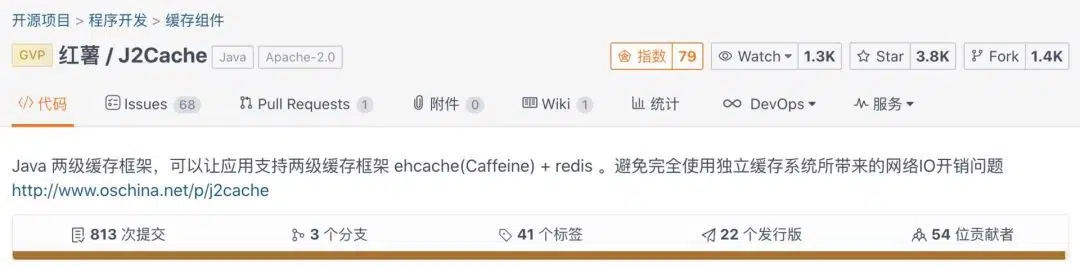 开源项目 > 程序开发 > 缓存组件
GVP 红薯 / J2Cache Java Apache-2.0 指数 79 Watch 1.3K Star 3.8K Fork 1.4K
代码 Issues 68 Pull Requests 1 附件 0 Wiki 1 统计 DevOps 服务
Java 两级缓存框架，可以让应用支持两级缓存框架 ehcache(Caffeine) + redis 。避免完全使用独立缓存系统所带来的网络IO开销问题
http://www.oschina.net/p/j2cache
813 次提交 3 个分支 41 个标签 22 个发行版 54 位贡献者